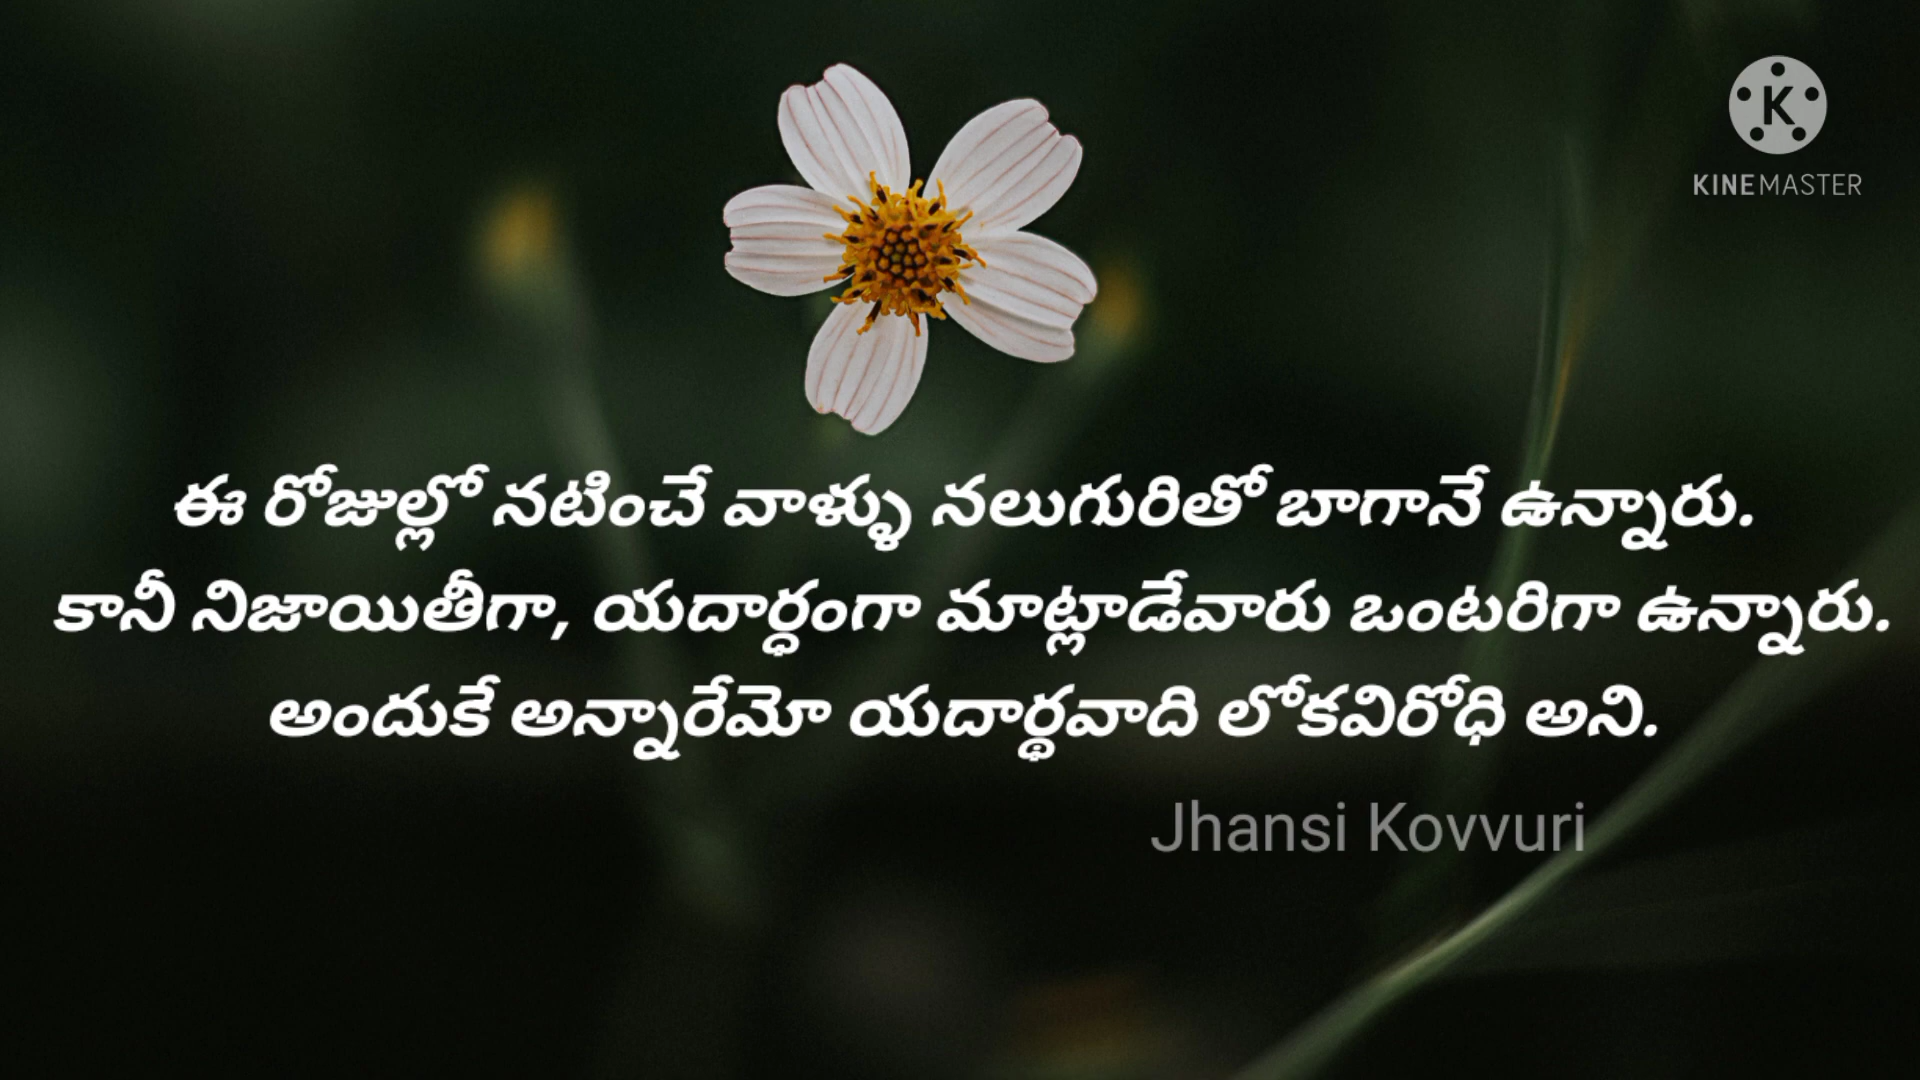 KINEMASTER
ఈ రోజుల్లో నటించే వాళ్ళు నలుగురితో బాగానే ఉన్నారు.
కానీ నిజాయితీగా, యదార్ధంగా మాట్లాడేవారు ఒంటరిగా ఉన్నారు.
అందుకే అన్నారేమో యదార్థవాది లోకవిరోధి అని.
Jhansi Kovvuri